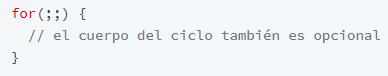 for(;;) {
  // el cuerpo del ciclo también es opcional
}